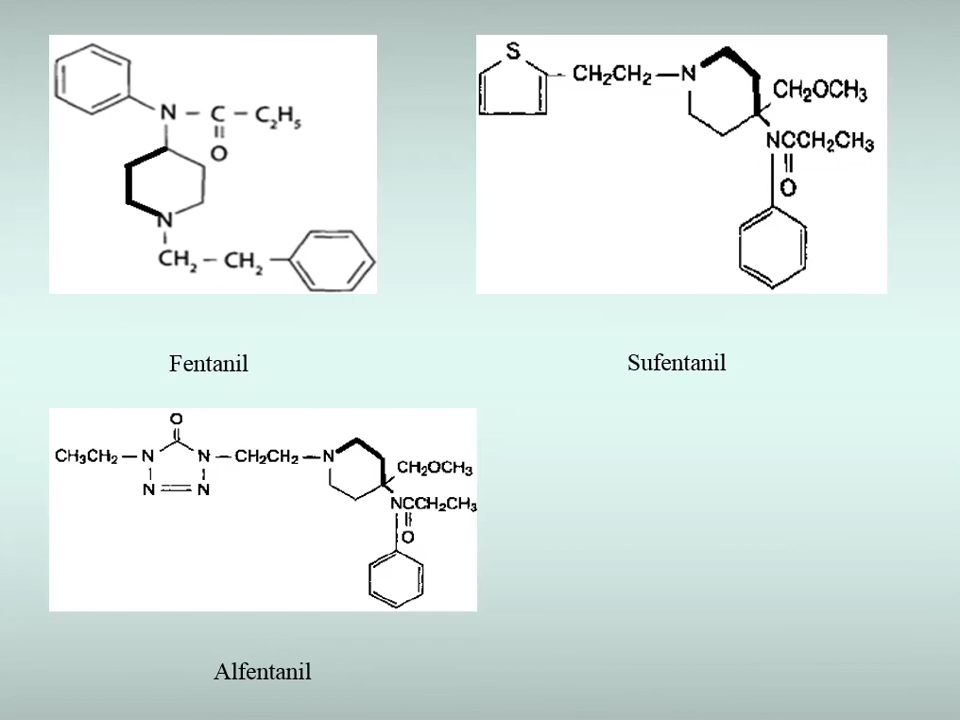 N – C – C₂H₅
O
N
CH₂ – CH₂
Fentanil
S
CH₂CH₂ — N
CH₂OCH₃
NCCH₂CH₃
O
Sufentanil
O
CH₃CH₂ – N N – CH₂CH₂ – N
CH₂OCH₃
N = N
NCCH₂CH₃
O
Alfentanil